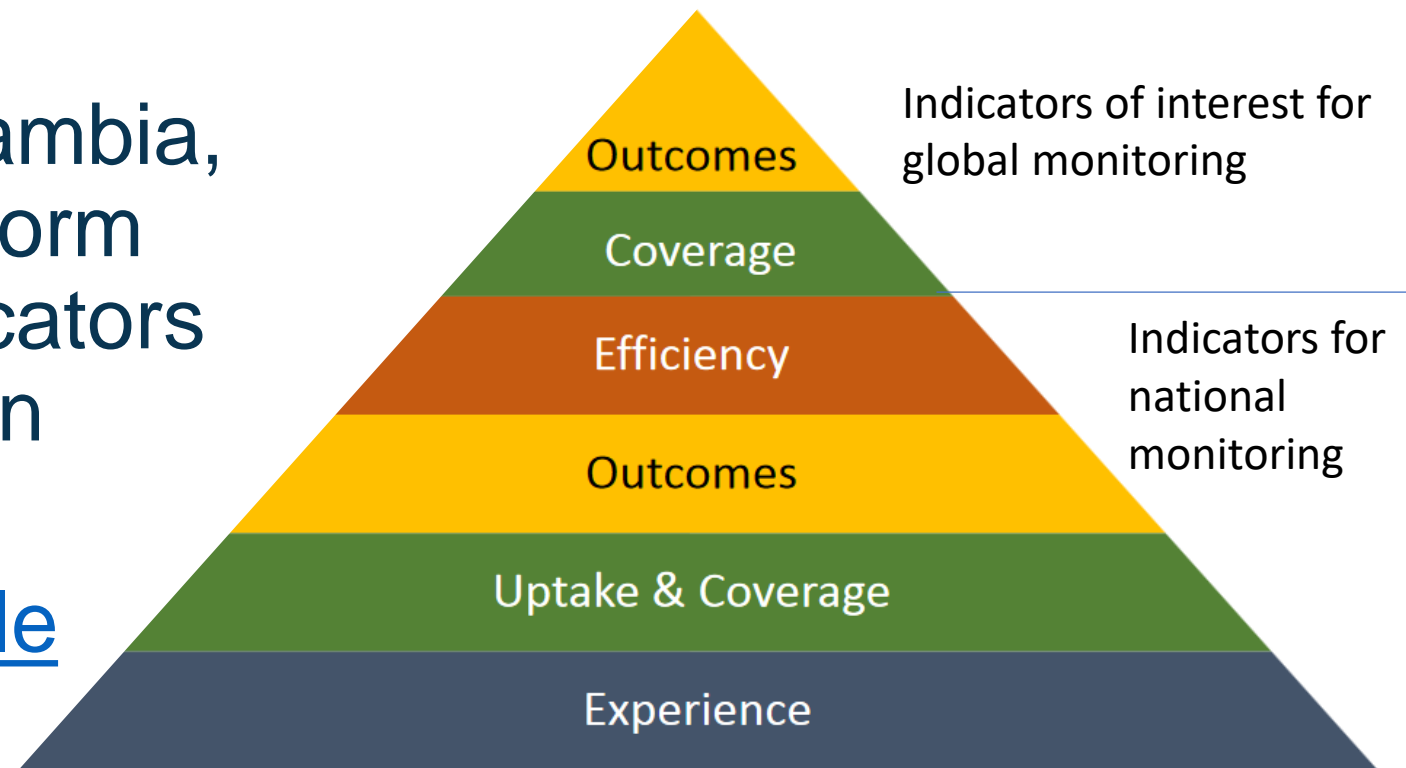 ambia,
orm
cators
n
le
Outcomes
Coverage
Efficiency
Outcomes
Uptake & Coverage
Experience
Indicators of interest for
global monitoring
Indicators for
national
monitoring